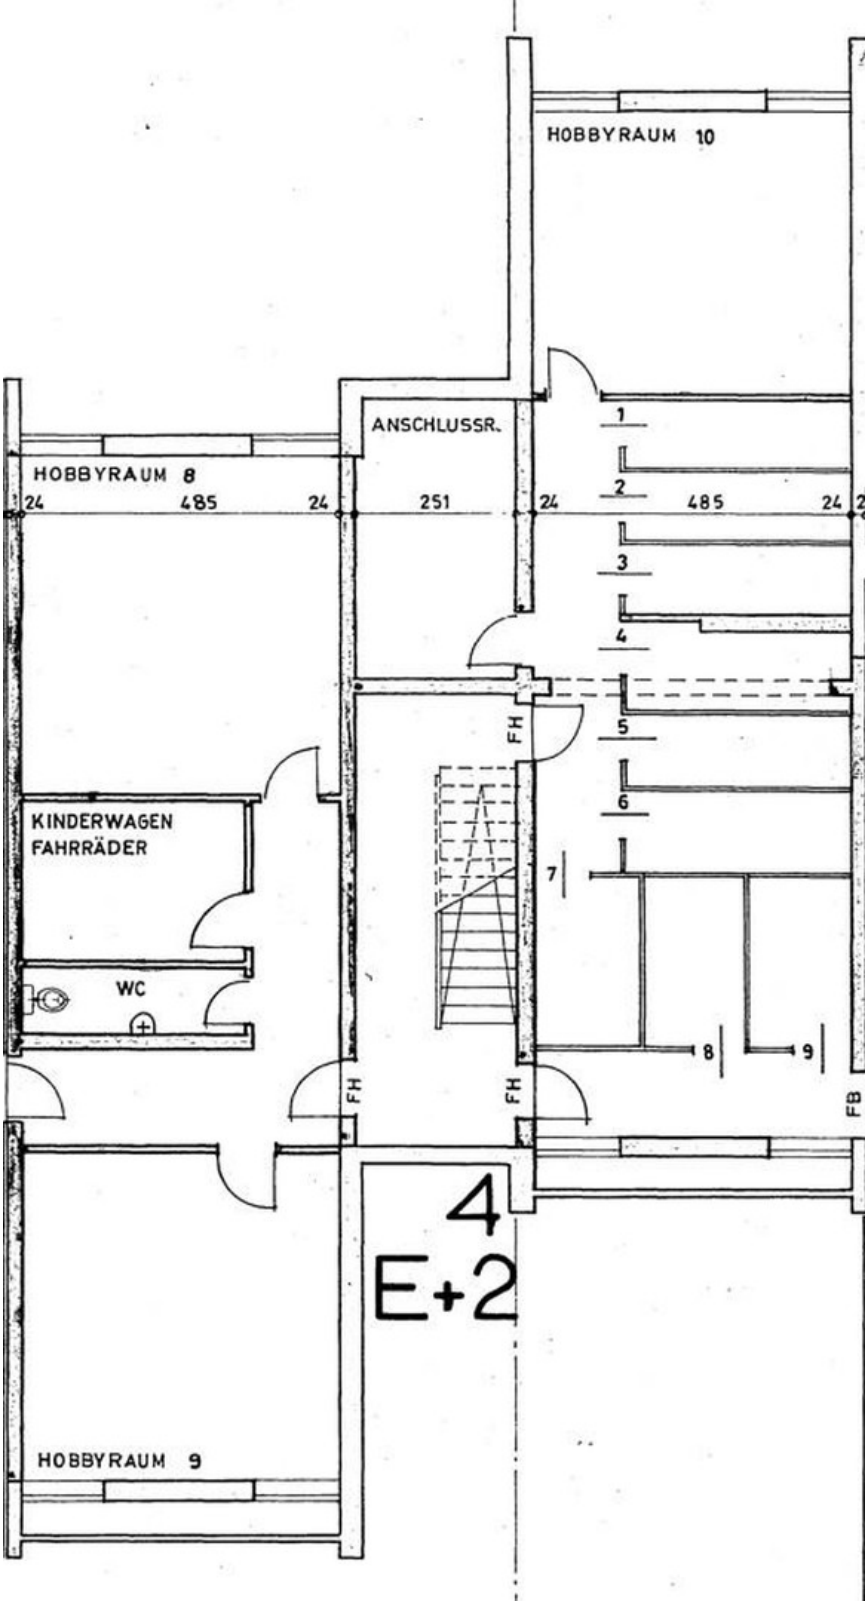 HOBBYRAUM 10
ANSCHLUSSR.
1
HOBBYRAUM 8
2
24 485 24 251 24 485 24 2
3
4
5
FH
6
KINDERWAGEN
FAHRRÄDER
7
WC
8 9
FH FH FB
4
E+2
HOBBYRAUM 9